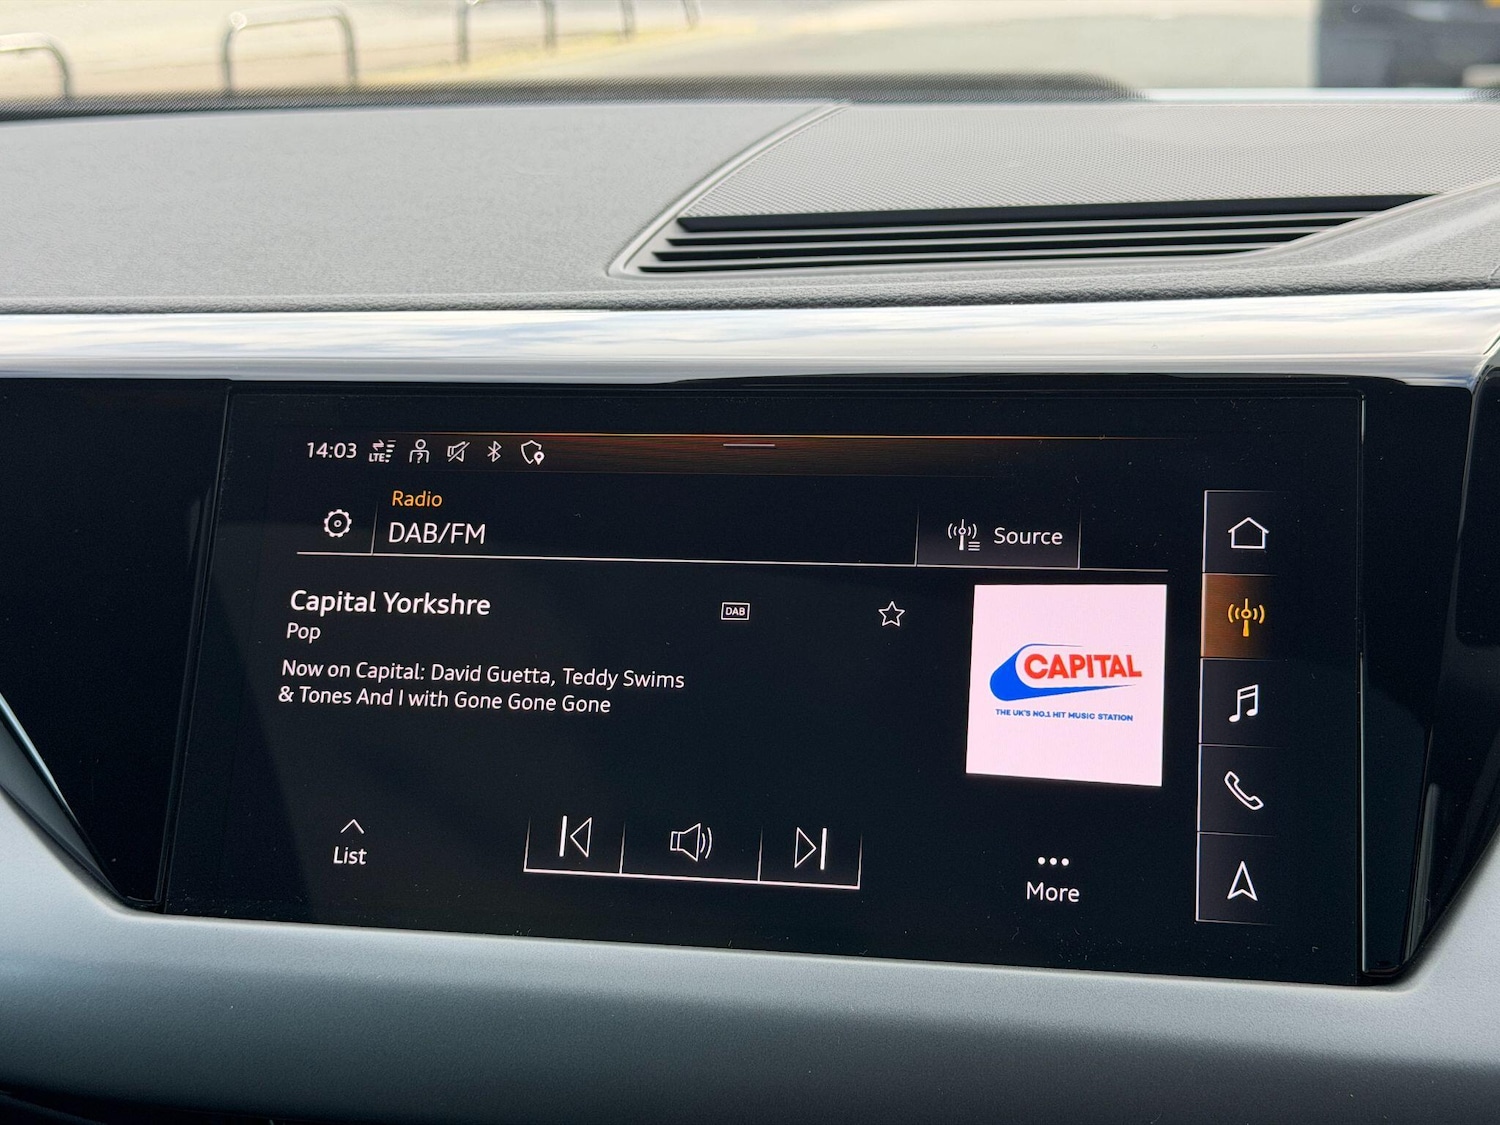 14:03 LTE
Radio
DAB/FM
Source
Capital Yorkshre
DAB
Pop
Now on Capital: David Guetta, Teddy Swims
& Tones And I with Gone Gone Gone
CAPITAL
THE UK'S NO.1 HIT MUSIC STATION
List
More